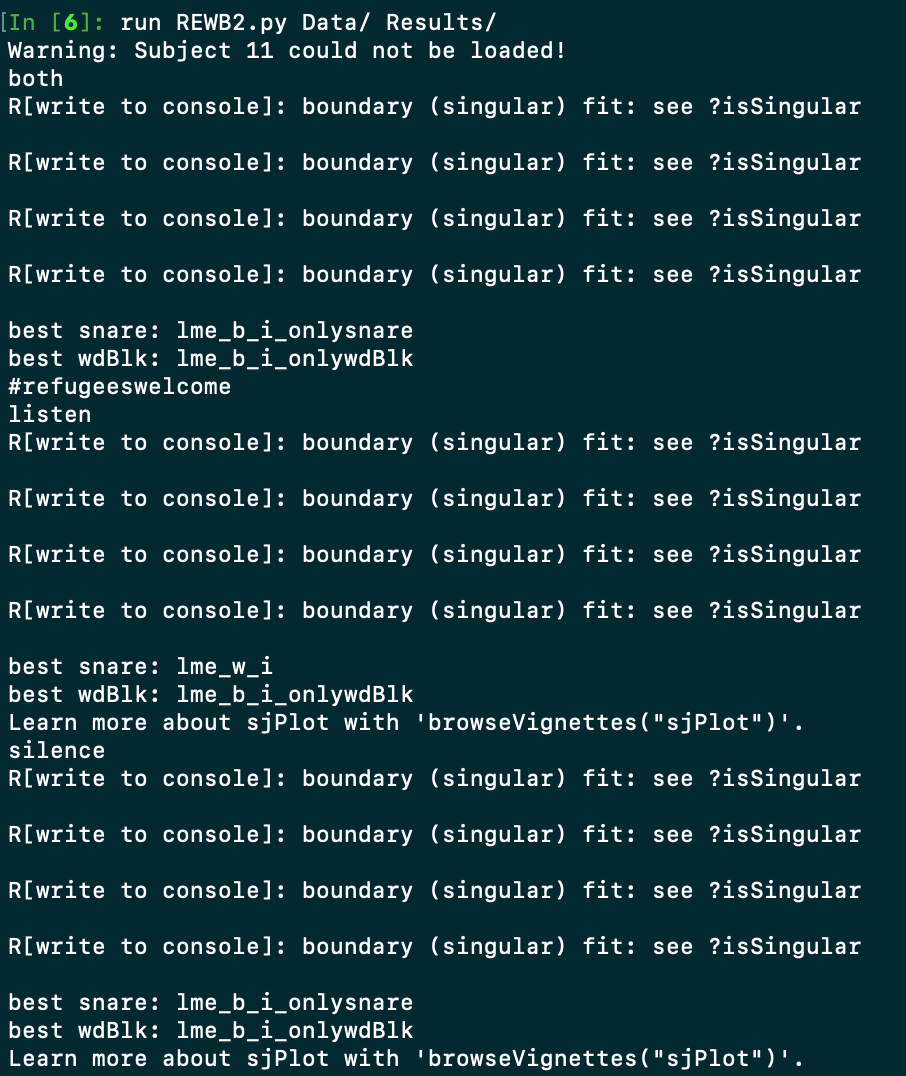 [In [6]: run REWB2.py Data/ Results/
Warning: Subject 11 could not be loaded!
both
R[write to console]: boundary (singular) fit: see ?isSingular
R[write to console]: boundary (singular) fit: see ?isSingular
R[write to console]: boundary (singular) fit: see ?isSingular
R[write to console]: boundary (singular) fit: see ?isSingular
best snare: lme_b_i_onlysnare
best wdBlk: lme_b_i_onlywdBlk
#refugeeswelcome
listen
R[write to console]: boundary (singular) fit: see ?isSingular
R[write to console]: boundary (singular) fit: see ?isSingular
R[write to console]: boundary (singular) fit: see ?isSingular
R[write to console]: boundary (singular) fit: see ?isSingular
best snare: lme_w_i
best wdBlk: lme_b_i_onlywdBlk
Learn more about sjPlot with 'browseVignettes("sjPlot")'.
silence
R[write to console]: boundary (singular) fit: see ?isSingular
R[write to console]: boundary (singular) fit: see ?isSingular
R[write to console]: boundary (singular) fit: see ?isSingular
R[write to console]: boundary (singular) fit: see ?isSingular
best snare: lme_b_i_onlysnare
best wdBlk: lme_b_i_onlywdBlk
Learn more about sjPlot with 'browseVignettes("sjPlot")'.